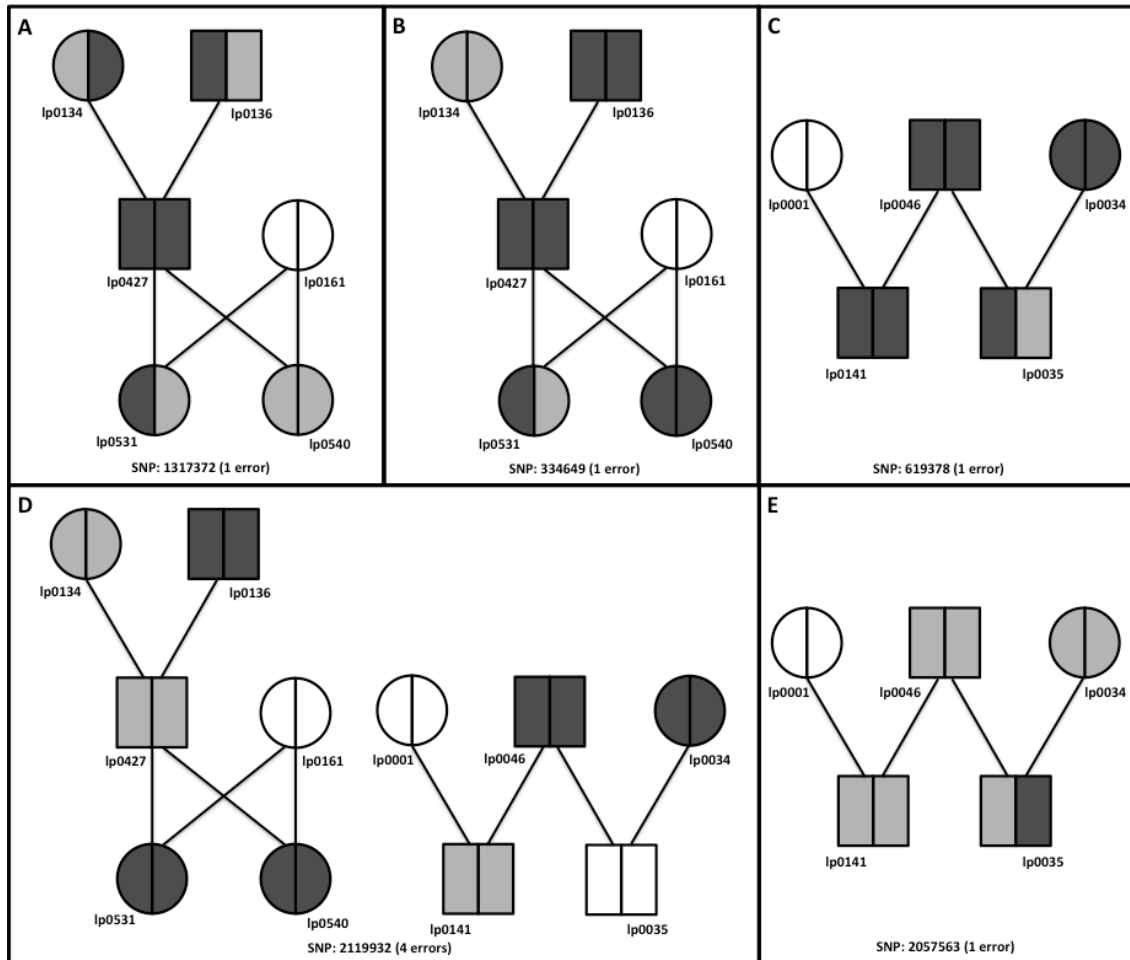 A
lp0134
lp0136
lp0427
lp0161
lp0531
lp0540
SNP: 1317372 (1 error)
B
lp0134
lp0136
lp0427
lp0161
lp0531
lp0540
SNP: 334649 (1 error)
C
lp0001
lp0046
lp0034
lp0141
lp0035
SNP: 619378 (1 error)
D
lp0134
lp0136
lp0427
lp0161
lp0001
lp0046
lp0034
lp0531
lp0540
lp0141
lp0035
SNP: 2119932 (4 errors)
E
lp0001
lp0046
lp0034
lp0141
lp0035
SNP: 2057563 (1 error)